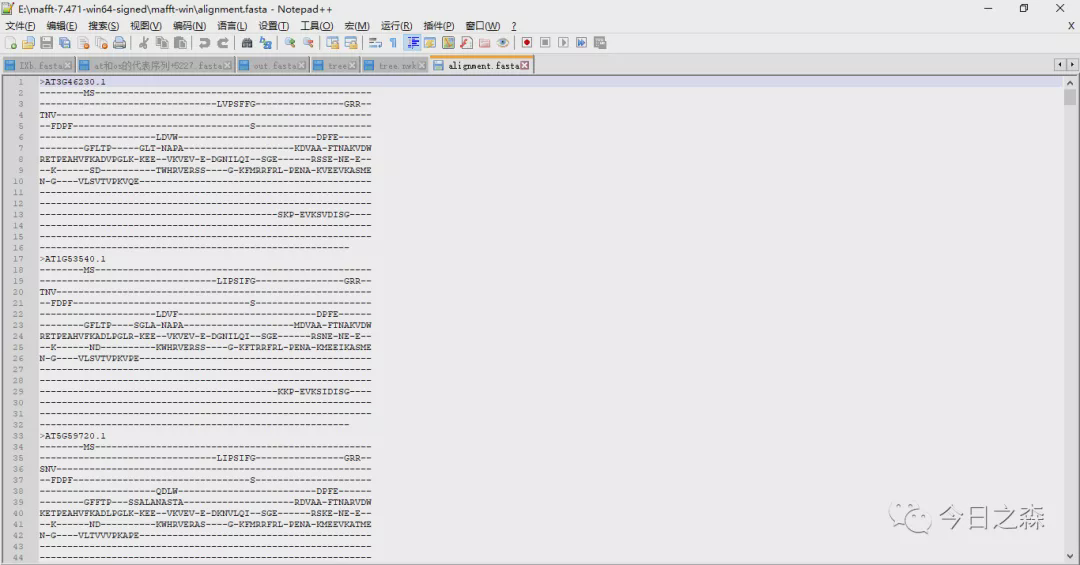 E:\mafft-7.471-win64-signed\mafft-win\alignment.fasta - Notepad++
文件(F) 编辑(E) 搜索(S) 视图(V) 编码(N) 语言(L) 设置(T) 工具(O) 宏(M) 运行(R) 插件(P) 窗口(W) ? X
IXb.fasta at和os的代表序列+5227.fasta out.fasta tree tree.nwk alignment.fasta
1 >AT3G46230.1
2 --------MS--------------------------------------------------
3 --------------------------------LVPSFFG----------------GRR--
4 TNV---------------------------------------------------------
5 --FDPF--------------------------------S---------------------
6 ---------------------LDVW-------------------------DPFE------
7 --------GFLTP-----GLT-NAPA--------------------KDVAA-FTNAKVDW
8 RETPEAHVFKADVPGLK-KEE--VKVEV-E-DGNILQI--SGE------RSSE-NE-E--
9 --K------SD----------TWHRVERSS----G-KFMRRFRL-PENA-KVEEVKASME
10 N-G----VLSVTVPKVQE------------------------------------------
11 ------------------------------------------------------------
12 ------------------------------------------------------------
13 -------------------------------------------SKP-EVKSVDISG----
14 ------------------------------------------------------------
15 ------------------------------------------------------------
16 --------------------------------------------------------
17 >AT1G53540.1
18 --------MS--------------------------------------------------
19 --------------------------------LIPSIFG----------------GRR--
20 TNV---------------------------------------------------------
21 --FDPF--------------------------------S---------------------
22 ---------------------LDVF-------------------------DPFE------
23 --------GFLTP----SGLA-NAPA--------------------MDVAA-FTNAKVDW
24 RETPEAHVFKADLPGLR-KEE--VKVEV-E-DGNILQI--SGE------RSNE-NE-E--
25 --K------ND----------KWHRVERSS----G-KFTRRFRL-PENA-KMEEIKASME
26 N-G----VLSVTVPKVPE------------------------------------------
27 ------------------------------------------------------------
28 ------------------------------------------------------------
29 -------------------------------------------KKP-EVKSIDISG----
30 ------------------------------------------------------------
31 ------------------------------------------------------------
32 --------------------------------------------------------
33 >AT5G59720.1
34 --------MS--------------------------------------------------
35 --------------------------------LIPSIFG----------------GRR--
36 SNV---------------------------------------------------------
37 --FDPF--------------------------------S---------------------
38 ---------------------QDLW-------------------------DPFE------
39 --------GFFTP---SSALANASTA--------------------RDVAA-FTNARVDW
40 KETPEAHVFKADLPGLK-KEE--VKVEV-E-DKNVLQI--SGE------RSKE-NE-E--
41 --K------ND----------KWHRVERAS----G-KFMRRFRL-PENA-KMEEVKATME
42 N-G----VLTVVVPKAPE------------------------------------------
43 ------------------------------------------------------------
44 ------------------------------------------------------------
今日之森